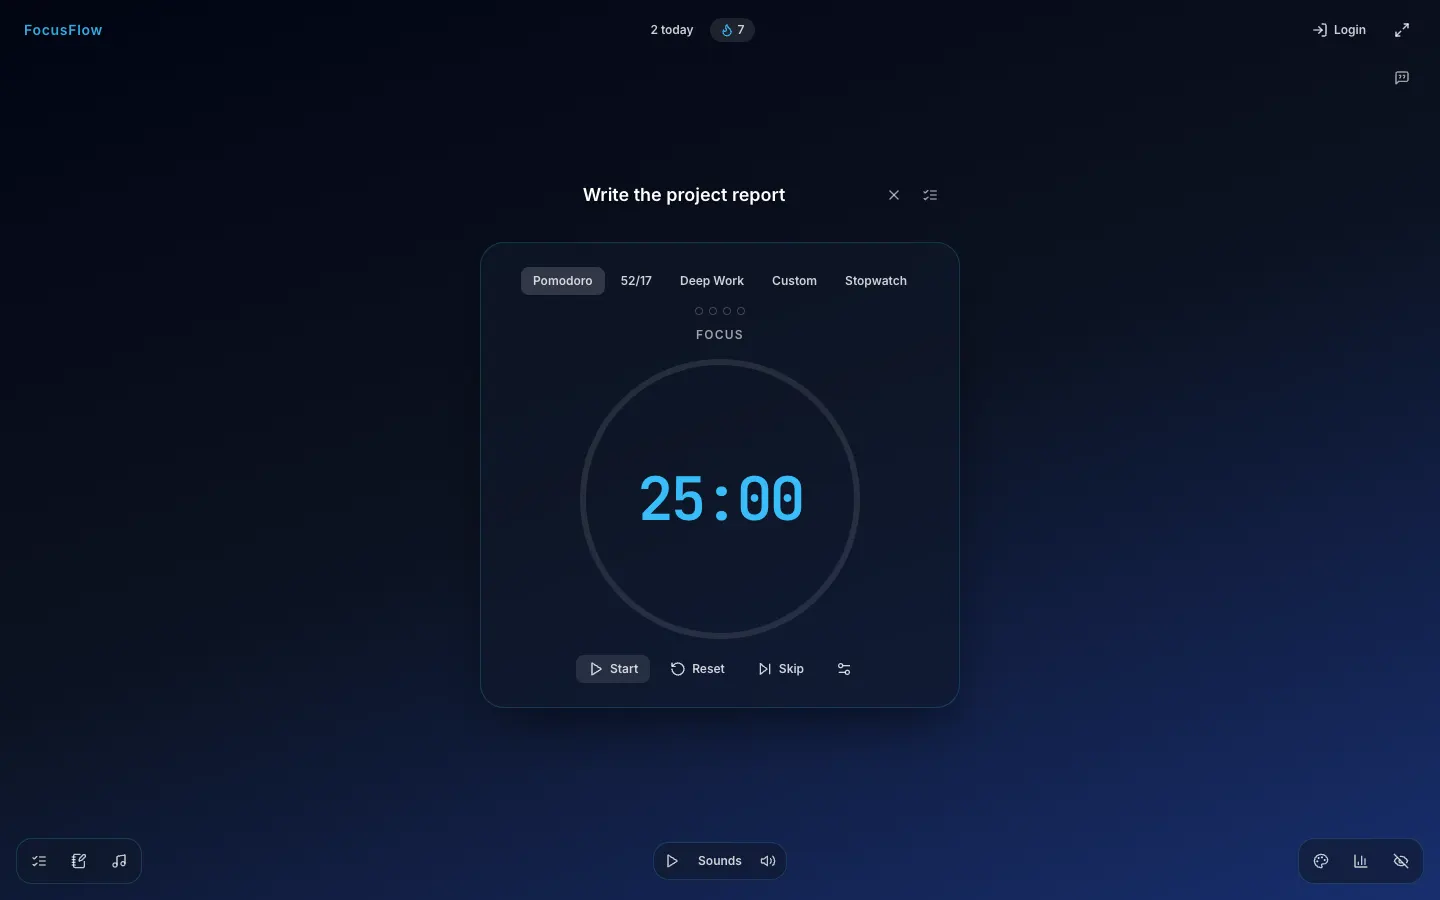 FocusFlow
2 today
7
Login
Write the project report
Pomodoro
52/17
Deep Work
Custom
Stopwatch
FOCUS
25:00
Start
Reset
Skip
Sounds